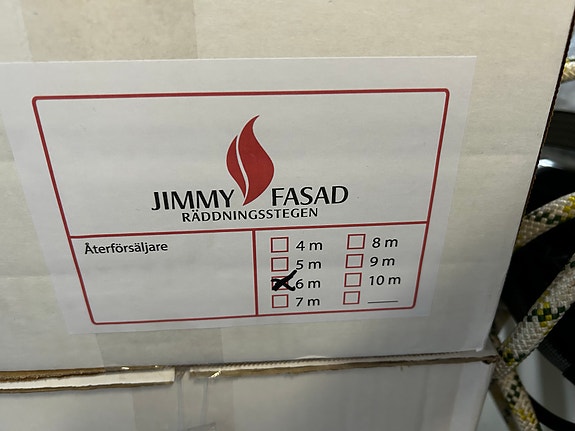 JIMMY FASAD
RÄDDNINGSSTEGEN
Återförsäljare
4 m
5 m
6 m
7 m
8 m
9 m
10 m